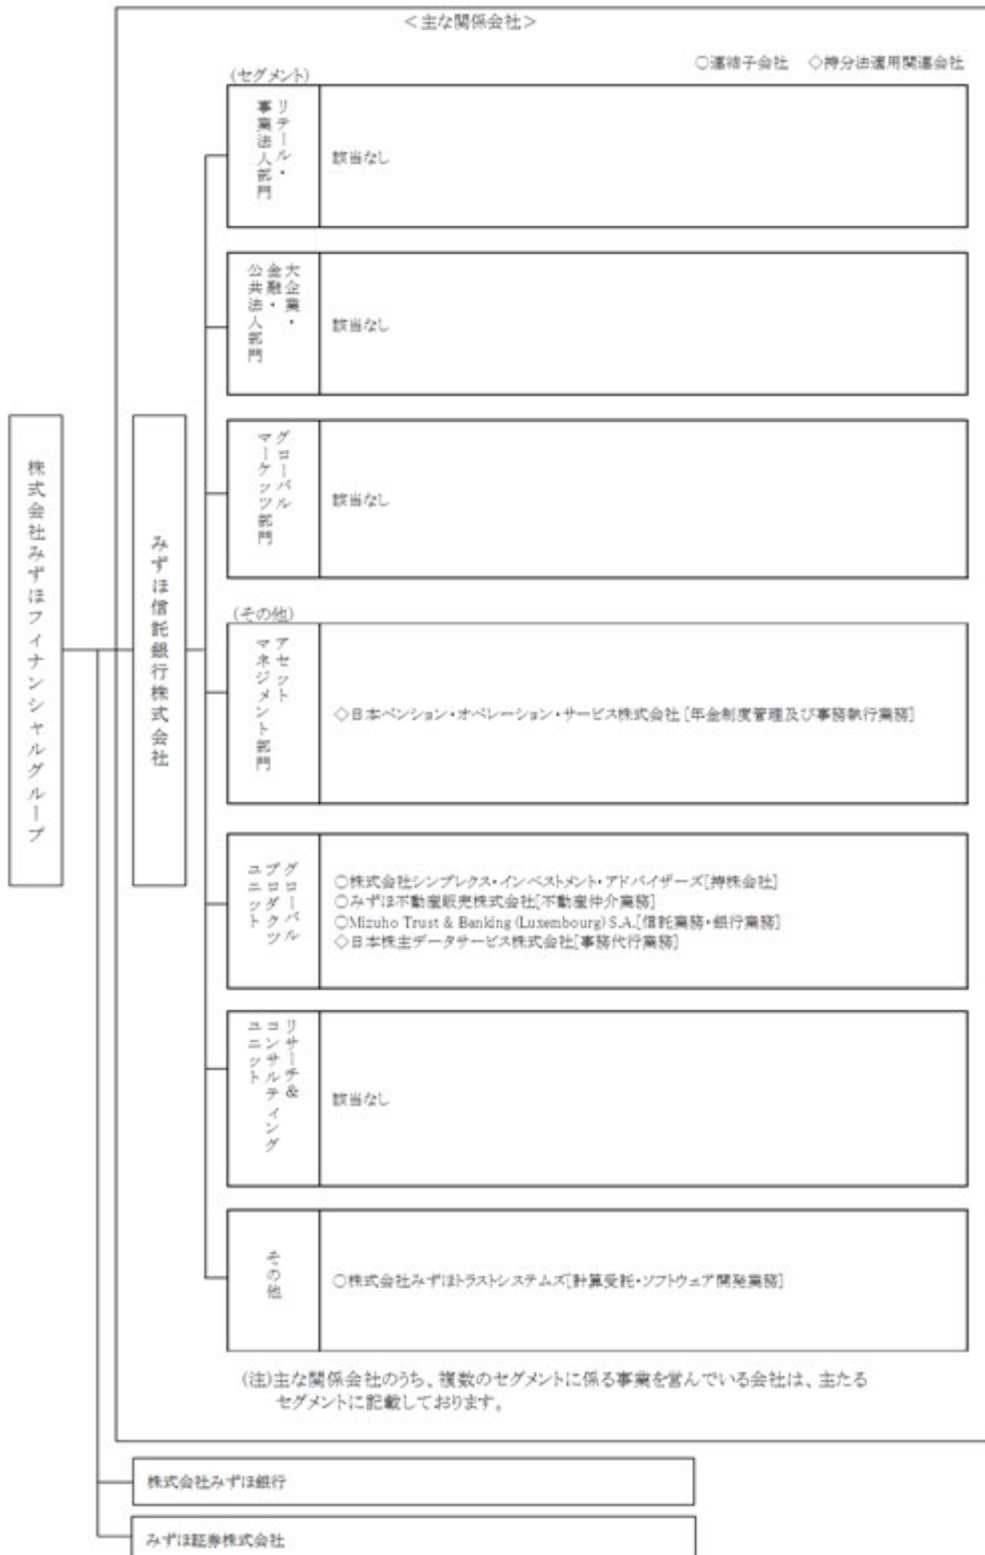 ＜主な関係会社＞
○連結子会社　◇持分法適用関連会社
(セグメント)
リテール・
事業法人部門
該当なし
大企業・
金融・
公共法人部門
該当なし
グローバル
マーケッツ部門
該当なし
株式会社みずほフィナンシャルグループ
みずほ信託銀行株式会社
(その他)
アセット
マネジメント部門
◇日本ペンション・オペレーション・サービス株式会社 [年金制度管理及び事務執行業務]
グローバル
プロダクツ
ユニット
○株式会社シンプレクス・インベストメント・アドバイザーズ[持株会社]
○みずほ不動産販売株式会社[不動産仲介業務]
○Mizuho Trust & Banking (Luxembourg) S.A.[信託業務・銀行業務]
◇日本株主データサービス株式会社[事務代行業務]
リサーチ&
コンサルティング
ユニット
該当なし
その他
○株式会社みずほトラストシステムズ[計算受託・ソフトウェア開発業務]
(注)主な関係会社のうち、複数のセグメントに係る事業を営んでいる会社は、主たる
セグメントに記載しております。
株式会社みずほ銀行
みずほ証券株式会社